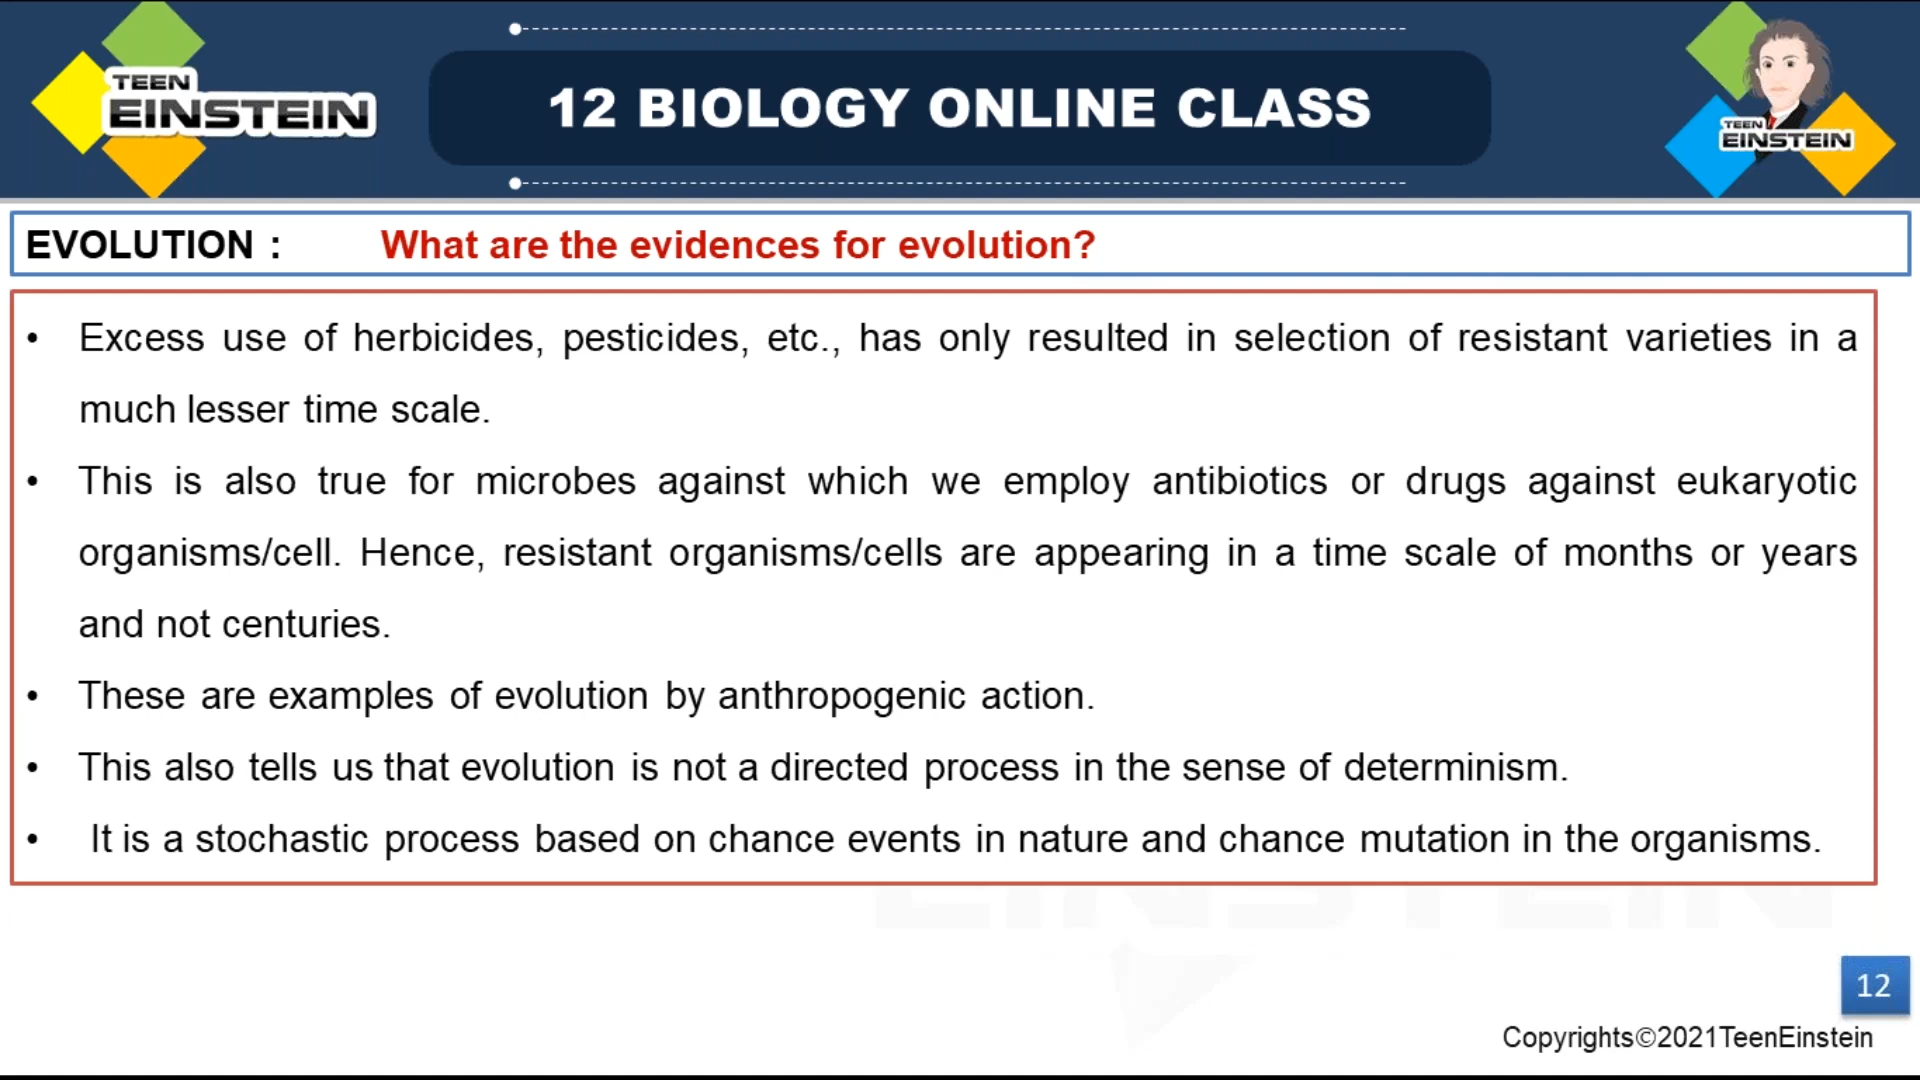 TEEN
EINSTEIN
12 BIOLOGY ONLINE CLASS
TEEN
EINSTEIN
EVOLUTION : What are the evidences for evolution?
• Excess use of herbicides, pesticides, etc., has only resulted in selection of resistant varieties in a
much lesser time scale.
• This is also true for microbes against which we employ antibiotics or drugs against eukaryotic
organisms/cell. Hence, resistant organisms/cells are appearing in a time scale of months or years
and not centuries.
• These are examples of evolution by anthropogenic action.
• This also tells us that evolution is not a directed process in the sense of determinism.
• It is a stochastic process based on chance events in nature and chance mutation in the organisms.
EINSTEIN
12
Copyrights©2021TeenEinstein